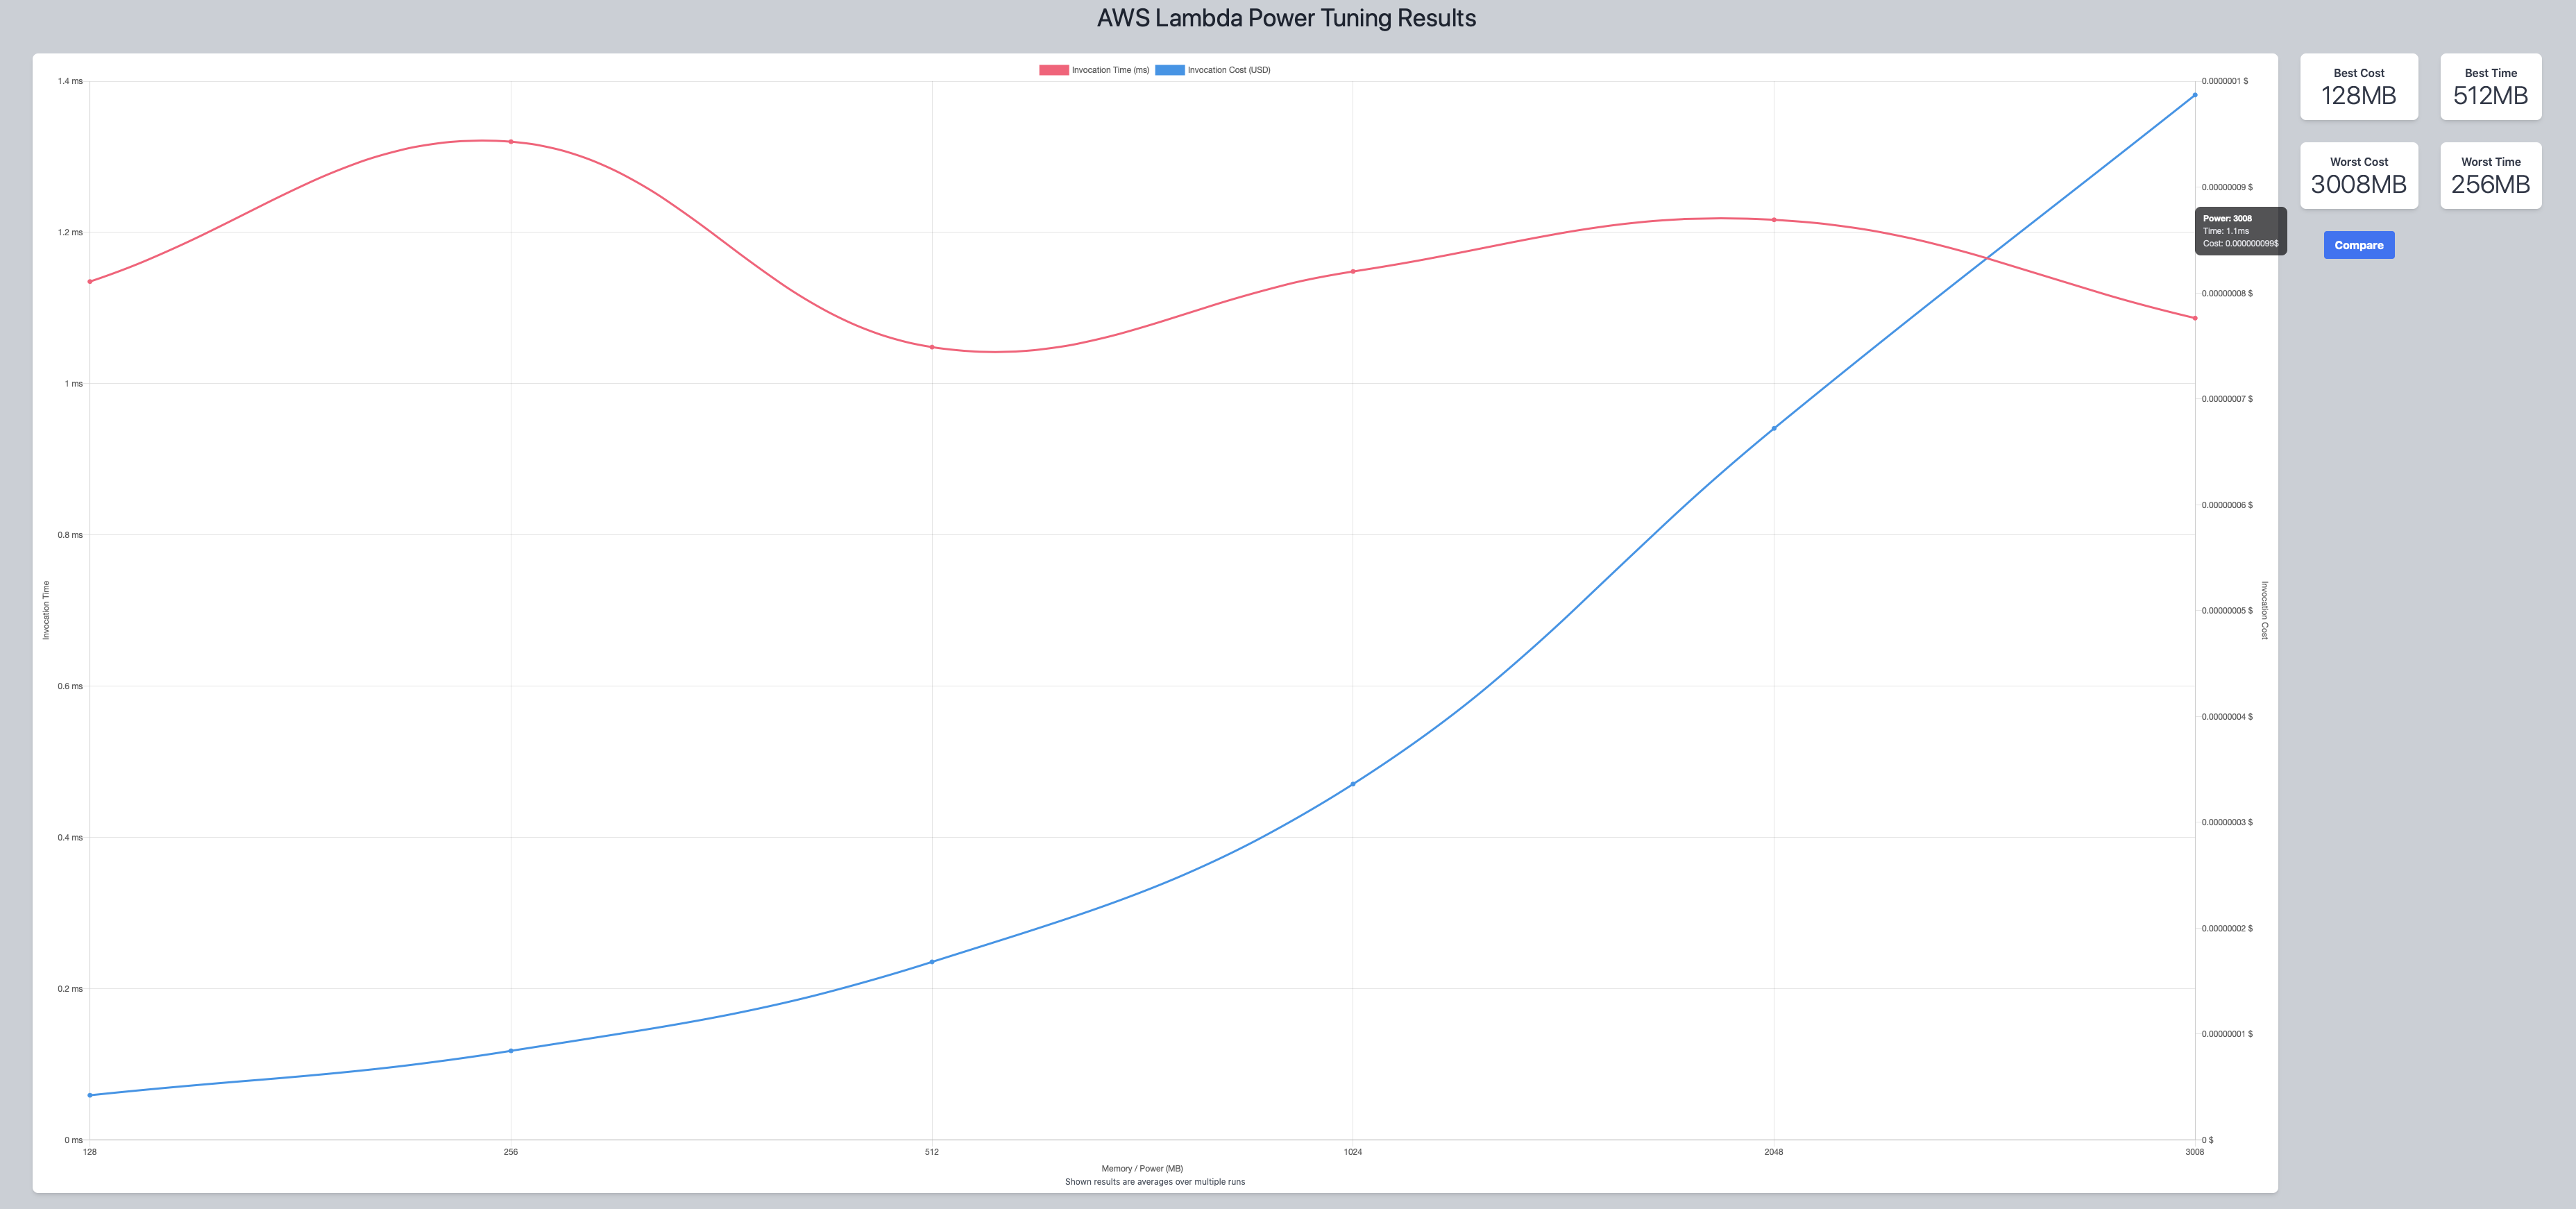 AWS Lambda Power Tuning Results
Invocation Time (ms)
Invocation Cost (USD)
1.4 ms
1.2 ms
1 ms
0.8 ms
0.6 ms
0.4 ms
0.2 ms
0 ms
Invocation Time
0.0000001 $
0.00000009 $
0.00000008 $
0.00000007 $
0.00000006 $
0.00000005 $
0.00000004 $
0.00000003 $
0.00000002 $
0.00000001 $
0 $
Invocation Cost
Power: 3008
Time: 1.1ms
Cost: 0.000000099$
128
256
512
1024
2048
3008
Memory / Power (MB)
Shown results are averages over multiple runs
Best Cost
128MB
Best Time
512MB
Worst Cost
3008MB
Worst Time
256MB
Compare